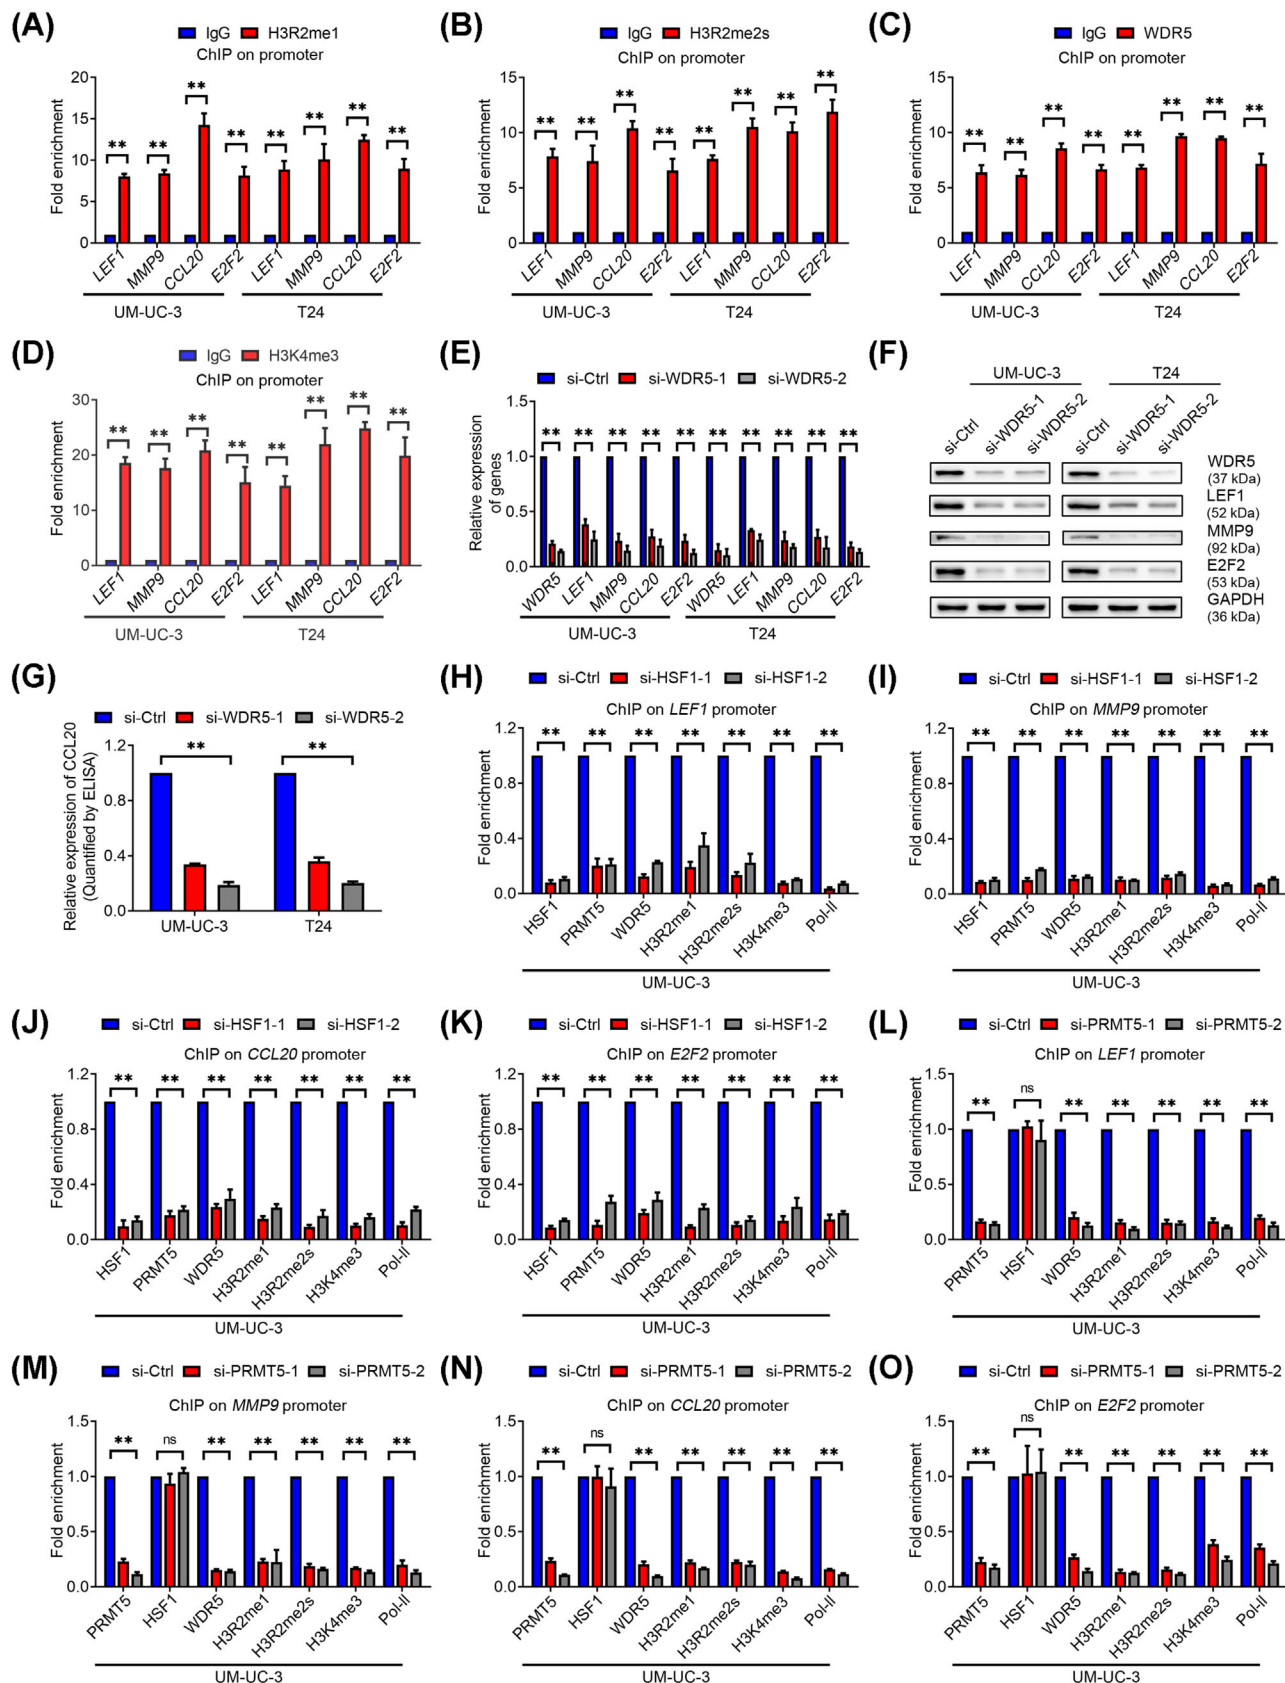 (A)
IgG H3R2me1
ChIP on promoter
Fold enrichment
20
15
10
5
0
LEF1 MMP9 CCL20 E2F2 LEF1 MMP9 CCL20 E2F2
UM-UC-3 T24
** ** ** ** ** ** ** **
(B)
IgG H3R2me2s
ChIP on promoter
Fold enrichment
15
10
5
0
LEF1 MMP9 CCL20 E2F2 LEF1 MMP9 CCL20 E2F2
UM-UC-3 T24
** ** ** ** ** ** ** **
(C)
IgG WDR5
ChIP on promoter
Fold enrichment
15
10
5
0
LEF1 MMP9 CCL20 E2F2 LEF1 MMP9 CCL20 E2F2
UM-UC-3 T24
** ** ** ** ** ** ** **
(D)
IgG H3K4me3
ChIP on promoter
Fold enrichment
30
20
10
0
LEF1 MMP9 CCL20 E2F2 LEF1 MMP9 CCL20 E2F2
UM-UC-3 T24
** ** ** ** ** ** ** **
(E)
si-Ctrl si-WDR5-1 si-WDR5-2
Relative expression
of genes
1.5
1.0
0.5
0.0
** ** ** ** ** ** ** ** ** **
WDR5 LEF1 MMP9 CCL20 E2F2 WDR5 LEF1 MMP9 CCL20 E2F2
UM-UC-3 T24
(F)
UM-UC-3 T24
si-Ctrl si-WDR5-1 si-WDR5-2 si-Ctrl si-WDR5-1 si-WDR5-2
WDR5
(37 kDa)
LEF1
(52 kDa)
MMP9
(92 kDa)
E2F2
(53 kDa)
GAPDH
(36 kDa)
(G)
si-Ctrl si-WDR5-1 si-WDR5-2
Relative expression of CCL20
(Quantified by ELISA)
1.2
0.8
0.4
0.0
** **
UM-UC-3 T24
(H)
si-Ctrl si-HSF1-1 si-HSF1-2
ChIP on LEF1 promoter
Fold enrichment
1.2
0.8
0.4
0.0
** ** ** ** ** ** **
HSF1 PRMT5 WDR5 H3R2me1 H3R2me2s H3K4me3 Pol-II
UM-UC-3
(I)
si-Ctrl si-HSF1-1 si-HSF1-2
ChIP on MMP9 promoter
Fold enrichment
1.2
0.8
0.4
0.0
** ** ** ** ** ** **
HSF1 PRMT5 WDR5 H3R2me1 H3R2me2s H3K4me3 Pol-II
UM-UC-3
(J)
si-Ctrl si-HSF1-1 si-HSF1-2
ChIP on CCL20 promoter
Fold enrichment
1.2
0.8
0.4
0.0
** ** ** ** ** ** **
HSF1 PRMT5 WDR5 H3R2me1 H3R2me2s H3K4me3 Pol-II
UM-UC-3
(K)
si-Ctrl si-HSF1-1 si-HSF1-2
ChIP on E2F2 promoter
Fold enrichment
1.2
0.8
0.4
0.0
** ** ** ** ** ** **
HSF1 PRMT5 WDR5 H3R2me1 H3R2me2s H3K4me3 Pol-II
UM-UC-3
(L)
si-Ctrl si-PRMT5-1 si-PRMT5-2
ChIP on LEF1 promoter
Fold enrichment
1.5
1.0
0.5
0.0
** ns ** ** ** ** **
PRMT5 HSF1 WDR5 H3R2me1 H3R2me2s H3K4me3 Pol-II
UM-UC-3
(M)
si-Ctrl si-PRMT5-1 si-PRMT5-2
ChIP on MMP9 promoter
Fold enrichment
1.5
1.0
0.5
0.0
** ns ** ** ** ** **
PRMT5 HSF1 WDR5 H3R2me1 H3R2me2s H3K4me3 Pol-II
UM-UC-3
(N)
si-Ctrl si-PRMT5-1 si-PRMT5-2
ChIP on CCL20 promoter
Fold enrichment
1.5
1.0
0.5
0.0
** ns ** ** ** ** **
PRMT5 HSF1 WDR5 H3R2me1 H3R2me2s H3K4me3 Pol-II
UM-UC-3
(O)
si-Ctrl si-PRMT5-1 si-PRMT5-2
ChIP on E2F2 promoter
Fold enrichment
1.5
1.0
0.5
0.0
** ns ** ** ** ** **
PRMT5 HSF1 WDR5 H3R2me1 H3R2me2s H3K4me3 Pol-II
UM-UC-3